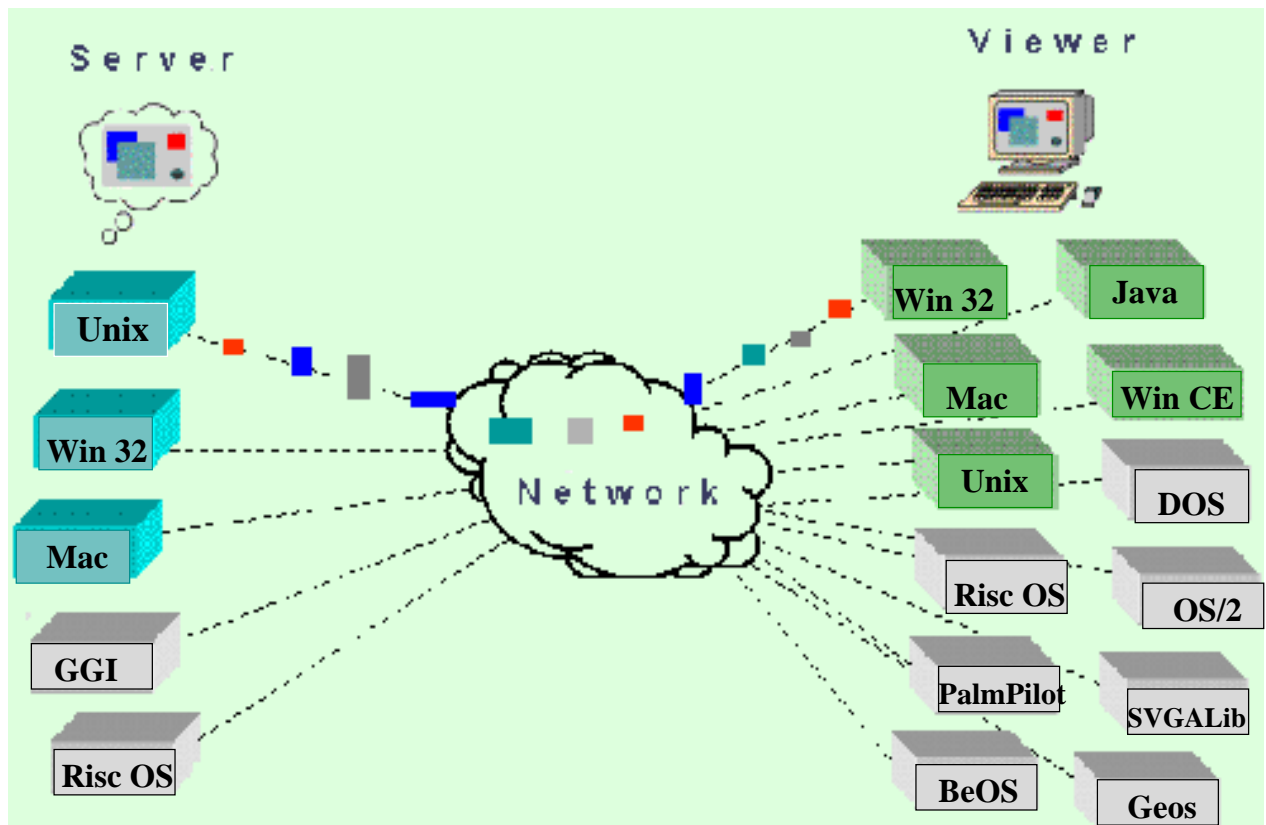 Server
Viewer
Unix
Win 32
Mac
GGI
Risc OS
Network
Win 32
Java
Mac
Win CE
Unix
DOS
Risc OS
OS/2
PalmPilot
SVGALib
BeOS
Geos